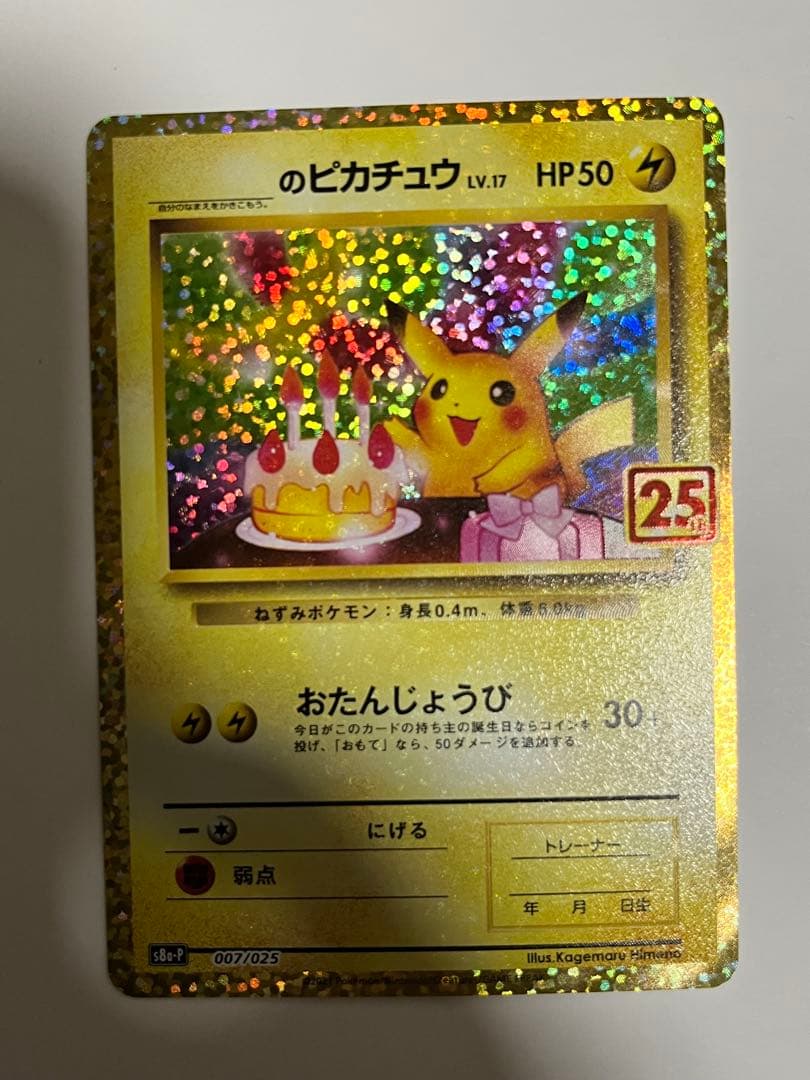 のピカチュウ LV.17 HP50
自分のなまえをかきこもう。
25
ねずみポケモン：身長0.4m、体重6.0kg
おたんじょうび 30+
今日がこのカードの持ち主の誕生日ならコインを
投げ、「おもて」なら、50ダメージを追加する。
にげる
弱点
トレーナー
年 月 日生
s8a-P 007/025
Illus.Kagemaru Himeno